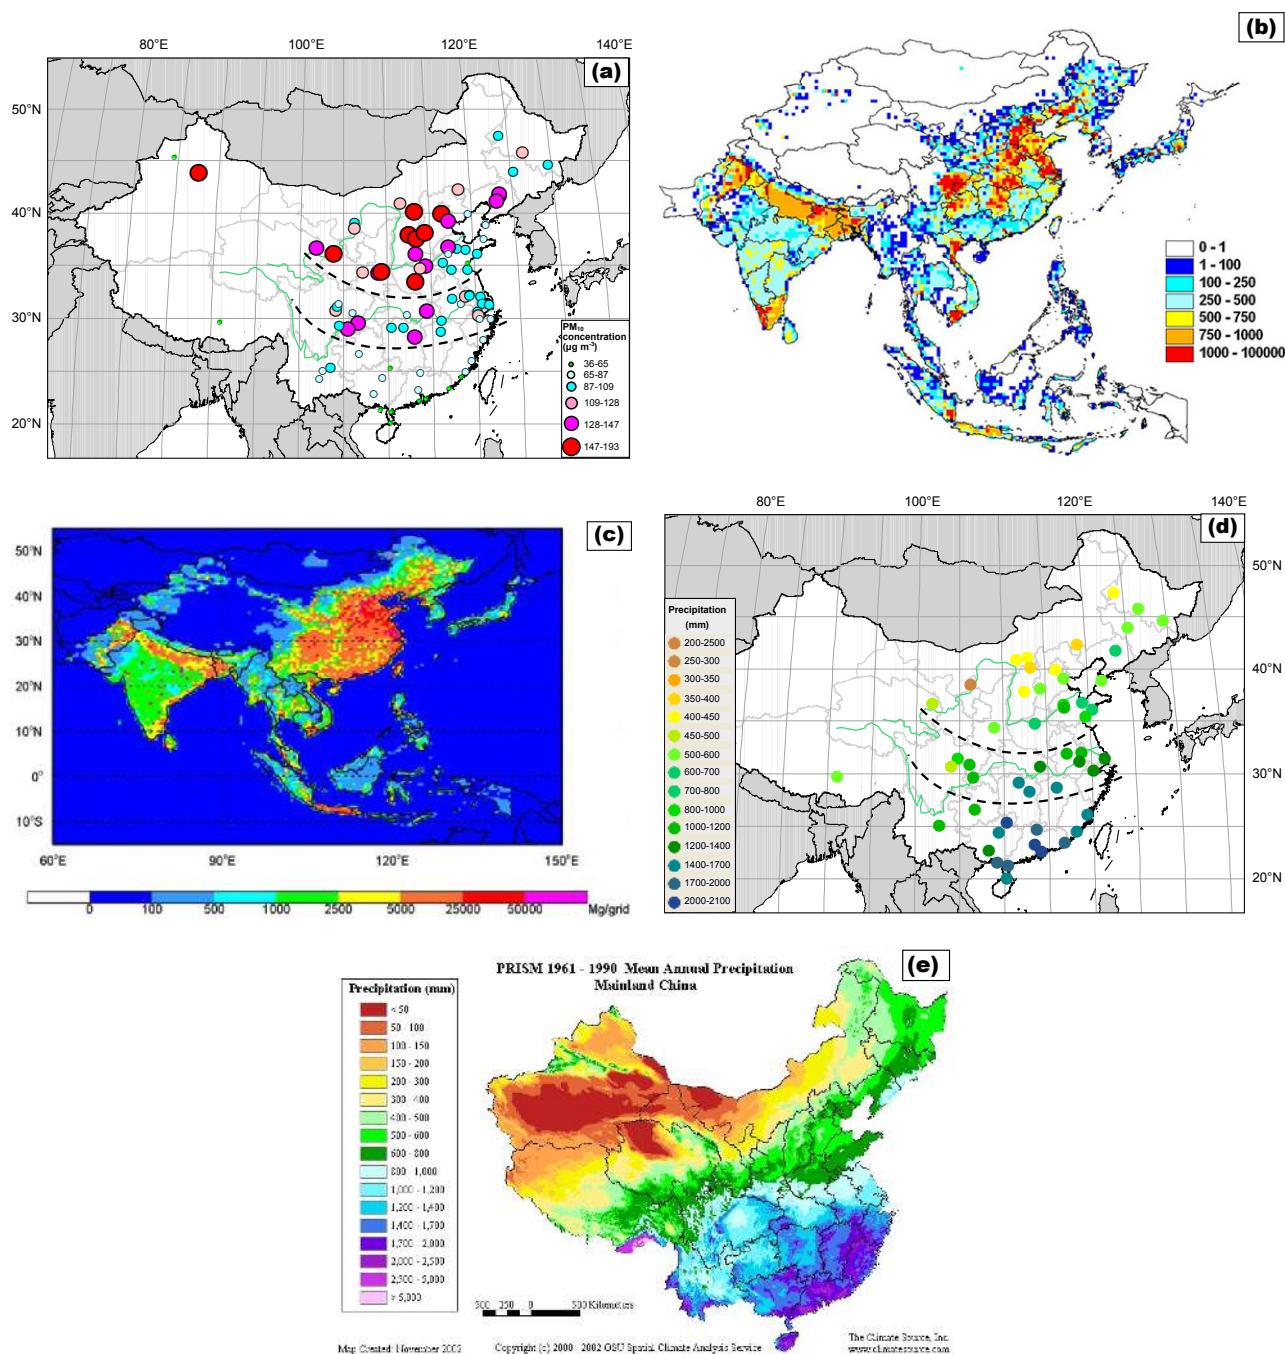 80°E 100°E 120°E 140°E
(a)
50°N
40°N
30°N
20°N
PM10
concentration
(µg m-3)
36-65
65-87
87-109
109-128
128-147
147-193
(b)
0 - 1
1 - 100
100 - 250
250 - 500
500 - 750
750 - 1000
1000 - 100000
(c)
50°N
40°N
30°N
20°N
10°N
0°
10°S
60°E 90°E 120°E 150°E
0 100 500 1000 2500 5000 25000 50000 Mg/grid
80°E 100°E 120°E 140°E
(d)
50°N
40°N
30°N
20°N
Precipitation
(mm)
200-2500
250-300
300-350
350-400
400-450
450-500
500-600
600-700
700-800
800-1000
1000-1200
1200-1400
1400-1700
1700-2000
2000-2100
(e)
PRISM 1961 - 1990 Mean Annual Precipitation
Mainland China
Precipitation (mm)
< 50
50 - 100
100 - 150
150 - 200
200 - 300
300 - 400
400 - 500
500 - 600
600 - 800
800 - 1,000
1,000 - 1,200
1,200 - 1,400
1,400 - 1,700
1,700 - 2,000
2,000 - 2,500
2,500 - 5,000
> 5,000
500 250 0 500 Kilometers
Map Created: November 2002
Copyright (c) 2000 - 2002 OSU Spatial Climate Analysis Service
The Climate Source, Inc.
www.climatesource.com